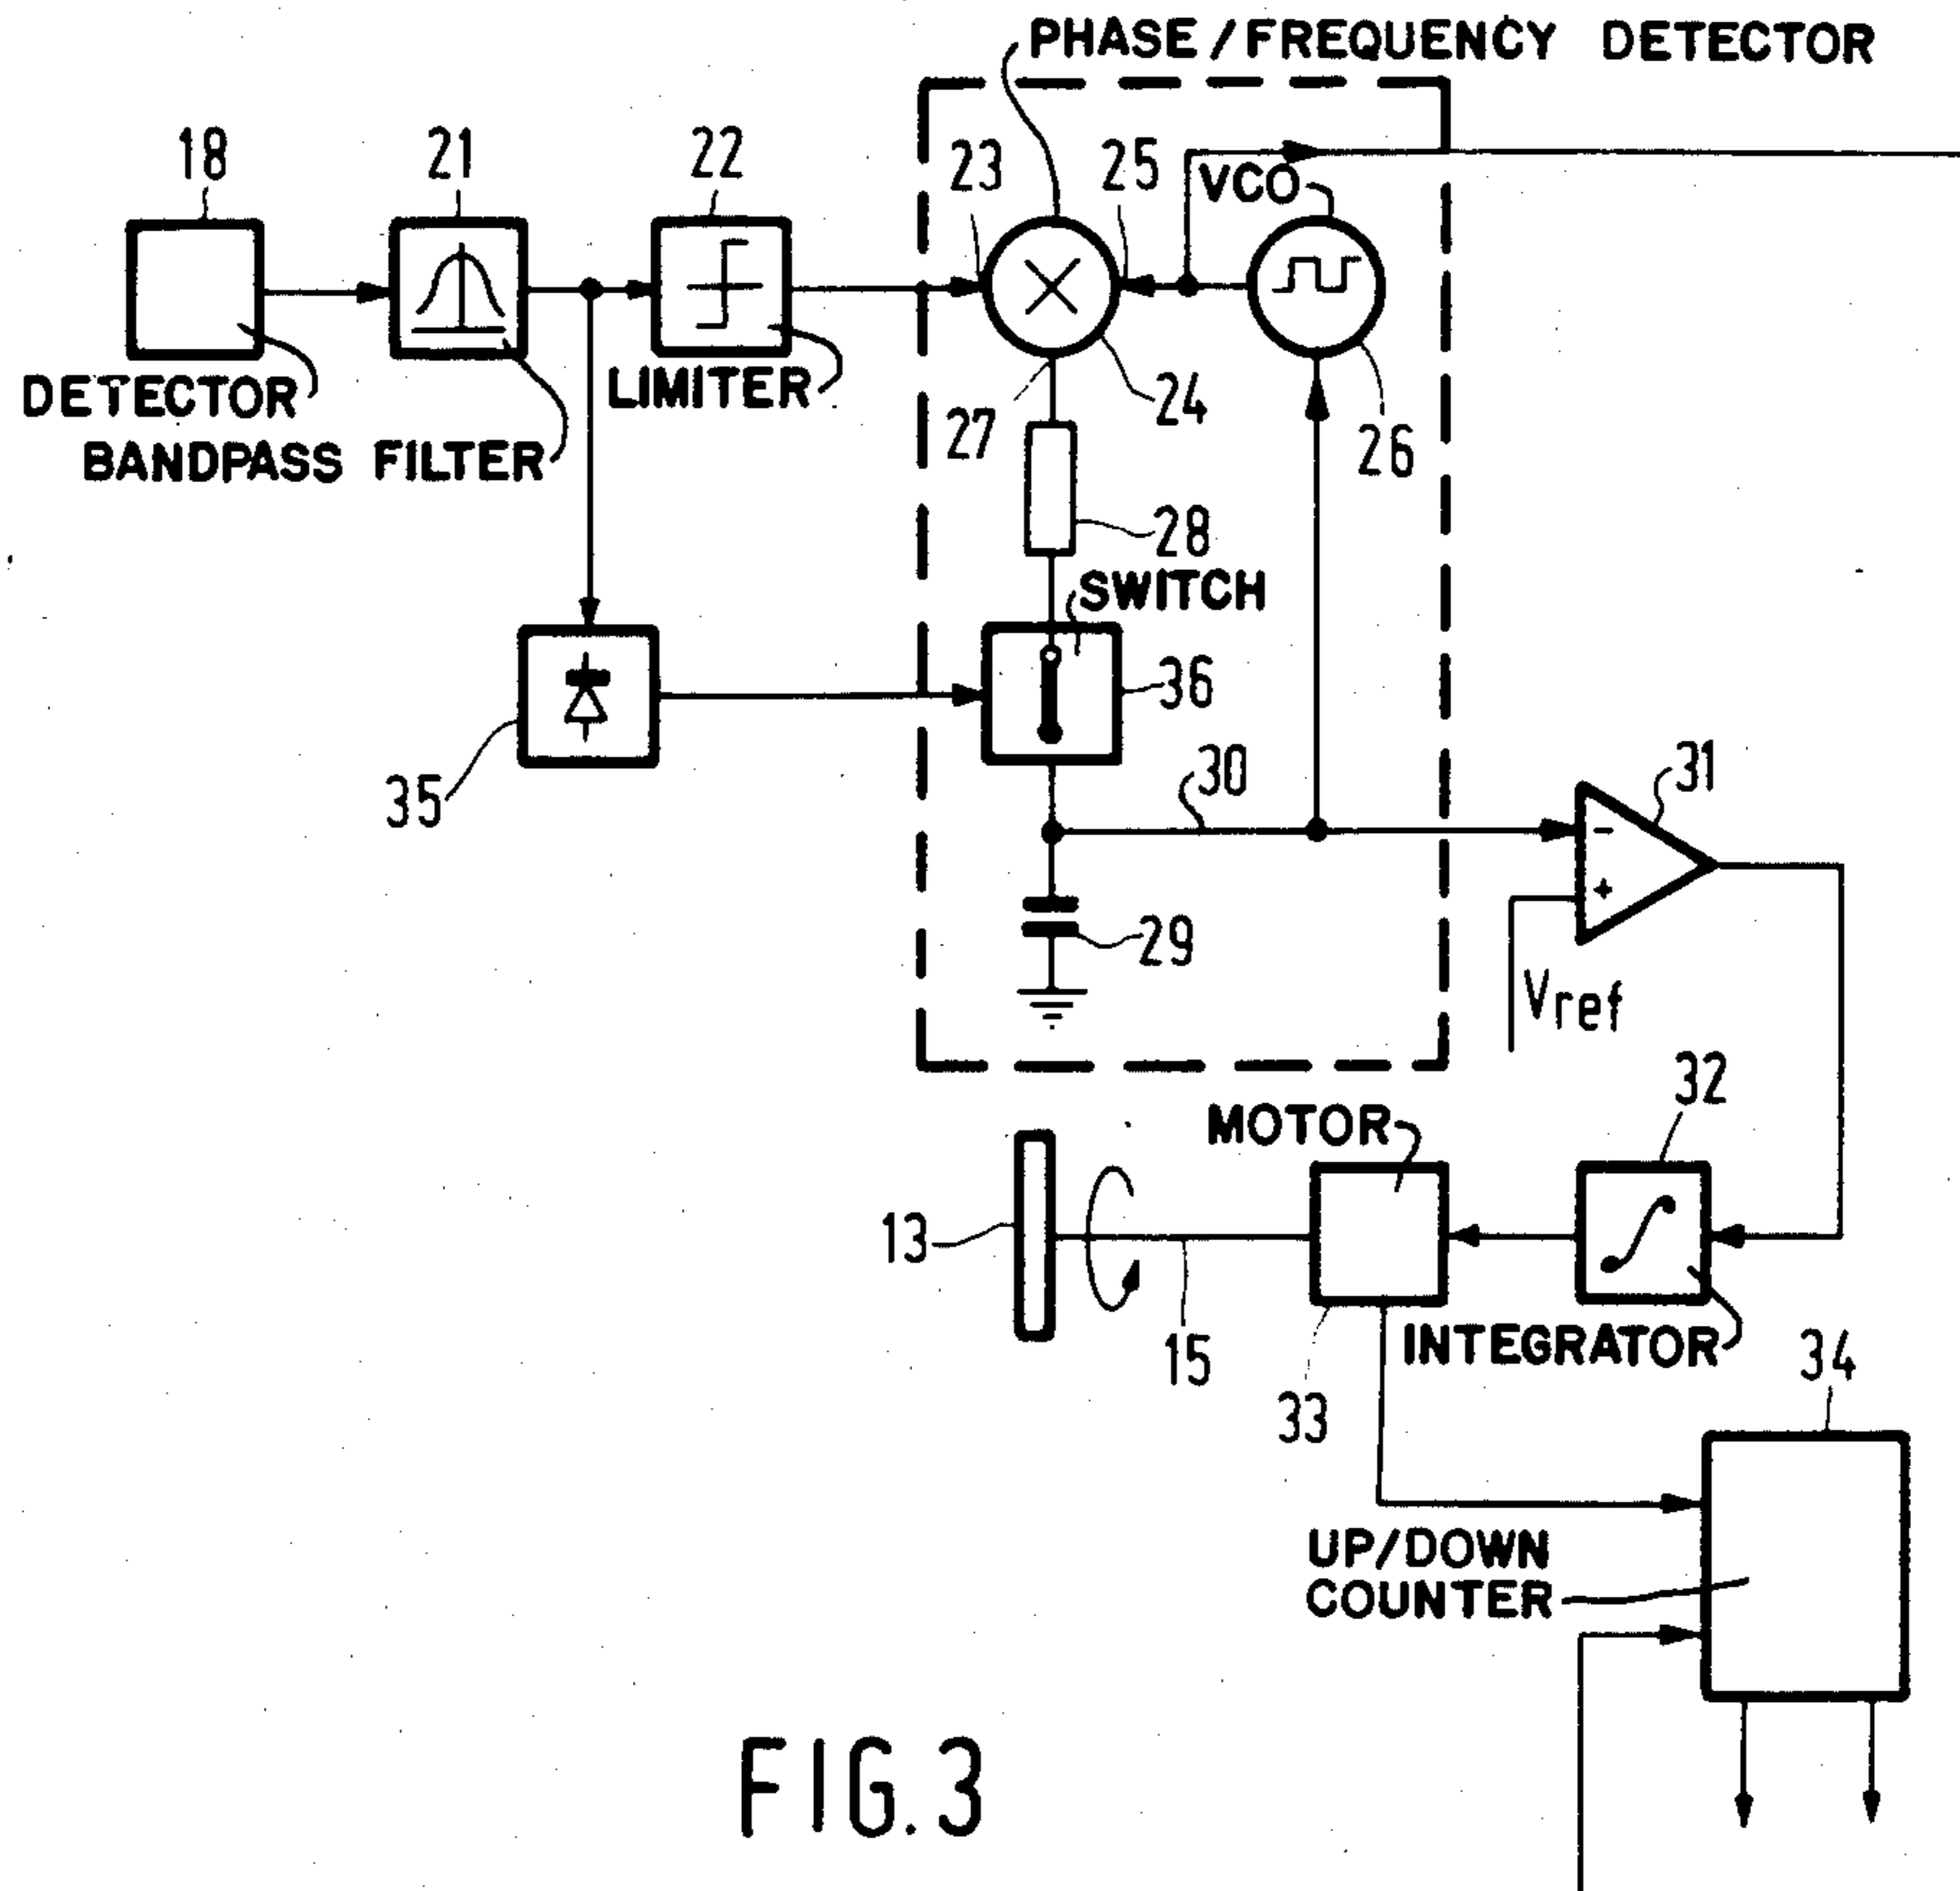 PHASE/FREQUENCY DETECTOR
18
21
22
23
25
VCO
DETECTOR
LIMITER
BANDPASS FILTER
27
24
26
28
SWITCH
36
35
30
31
-
+
29
Vref
32
MOTOR
13
15
33
INTEGRATOR
34
UP/DOWN
COUNTER
FIG.3